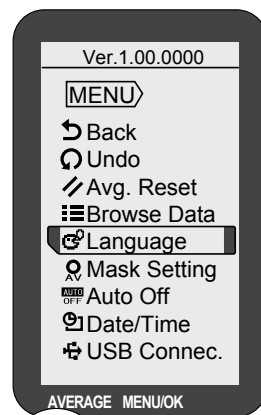 Ver.1.00.0000
MENU
Back
Undo
Avg. Reset
Browse Data
Language
AV Mask Setting
AUTO OFF Auto Off
Date/Time
USB Connec.
AVERAGE MENU/OK